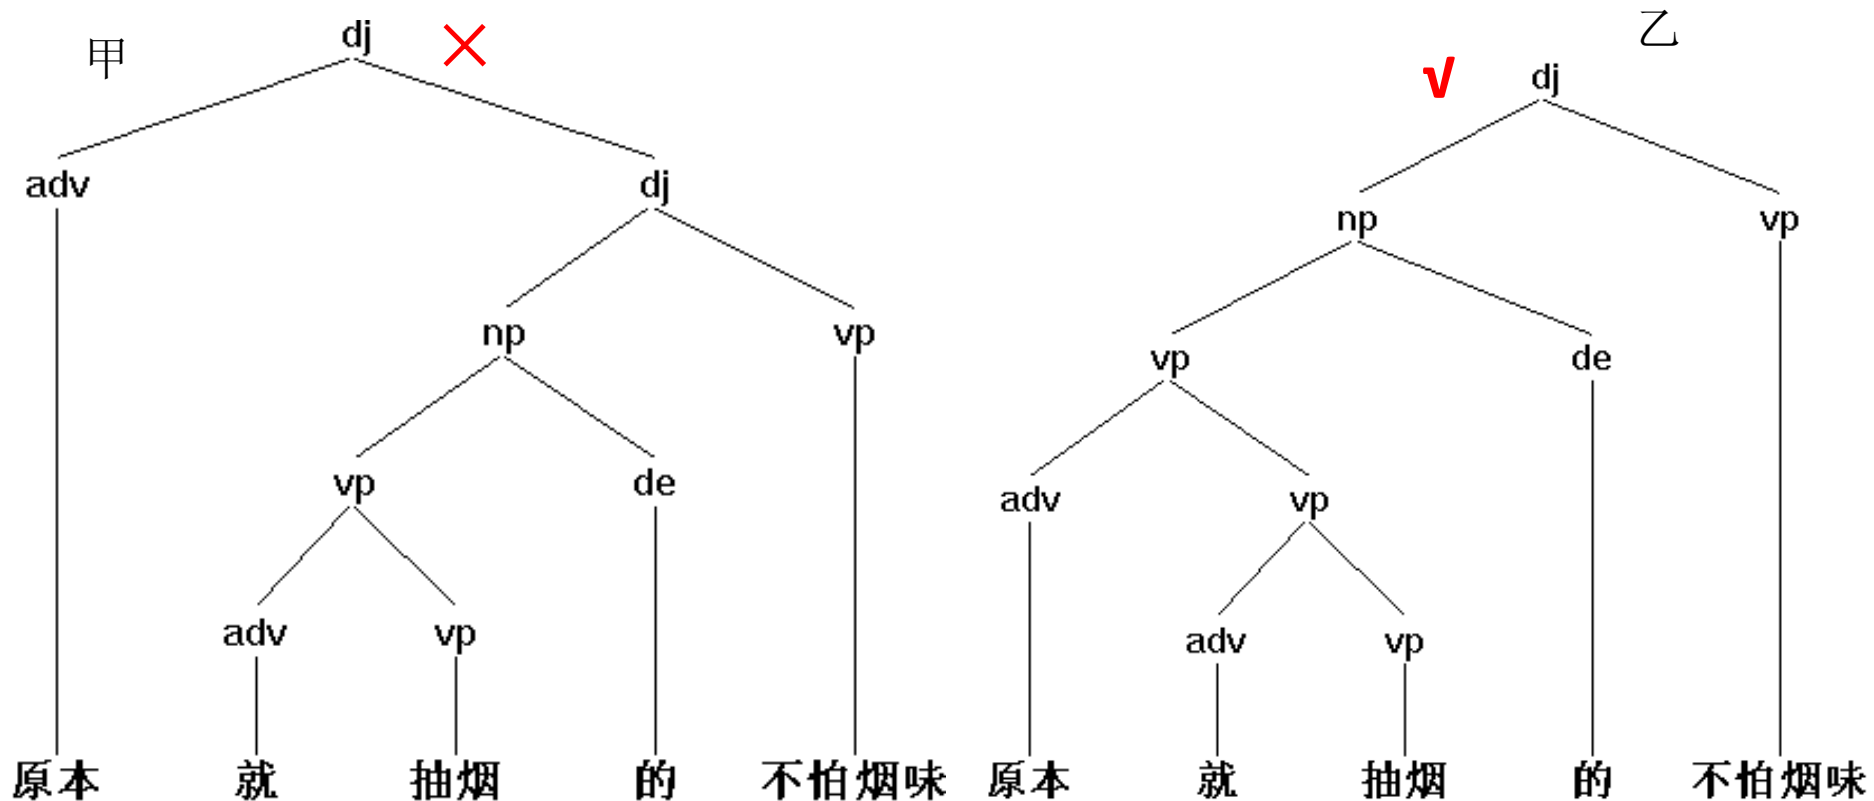 甲 dj ×
adv dj
np vp
vp de
adv vp
原本 就 抽烟 的 不怕烟味
乙
√ dj
np vp
vp de
adv vp
adv vp
原本 就 抽烟 的 不怕烟味